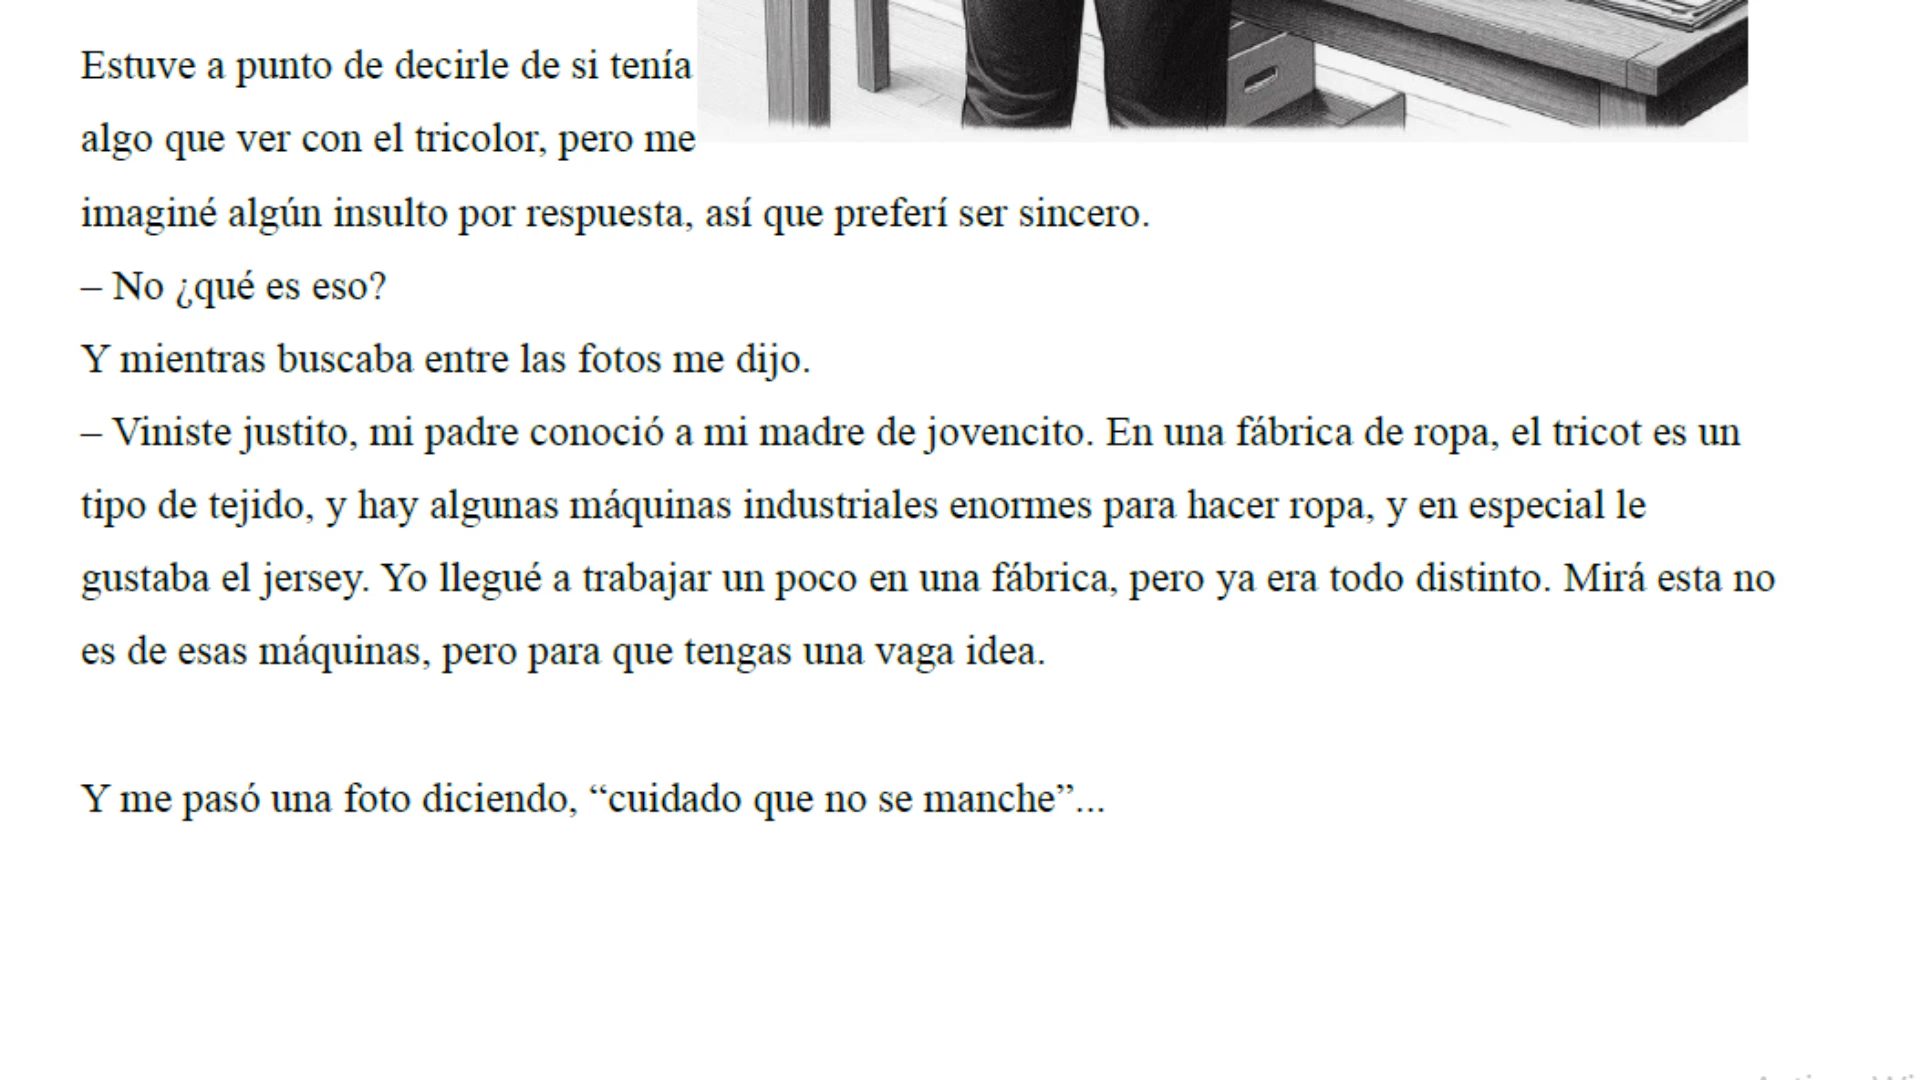 Estuve a punto de decirle de si tenía
algo que ver con el tricolor, pero me
imaginé algún insulto por respuesta, así que preferí ser sincero.
– No ¿qué es eso?
Y mientras buscaba entre las fotos me dijo.
– Viniste justito, mi padre conoció a mi madre de jovencito. En una fábrica de ropa, el tricot es un
tipo de tejido, y hay algunas máquinas industriales enormes para hacer ropa, y en especial le
gustaba el jersey. Yo llegué a trabajar un poco en una fábrica, pero ya era todo distinto. Mirá esta no
es de esas máquinas, pero para que tengas una vaga idea.
Y me pasó una foto diciendo, “cuidado que no se manche”...